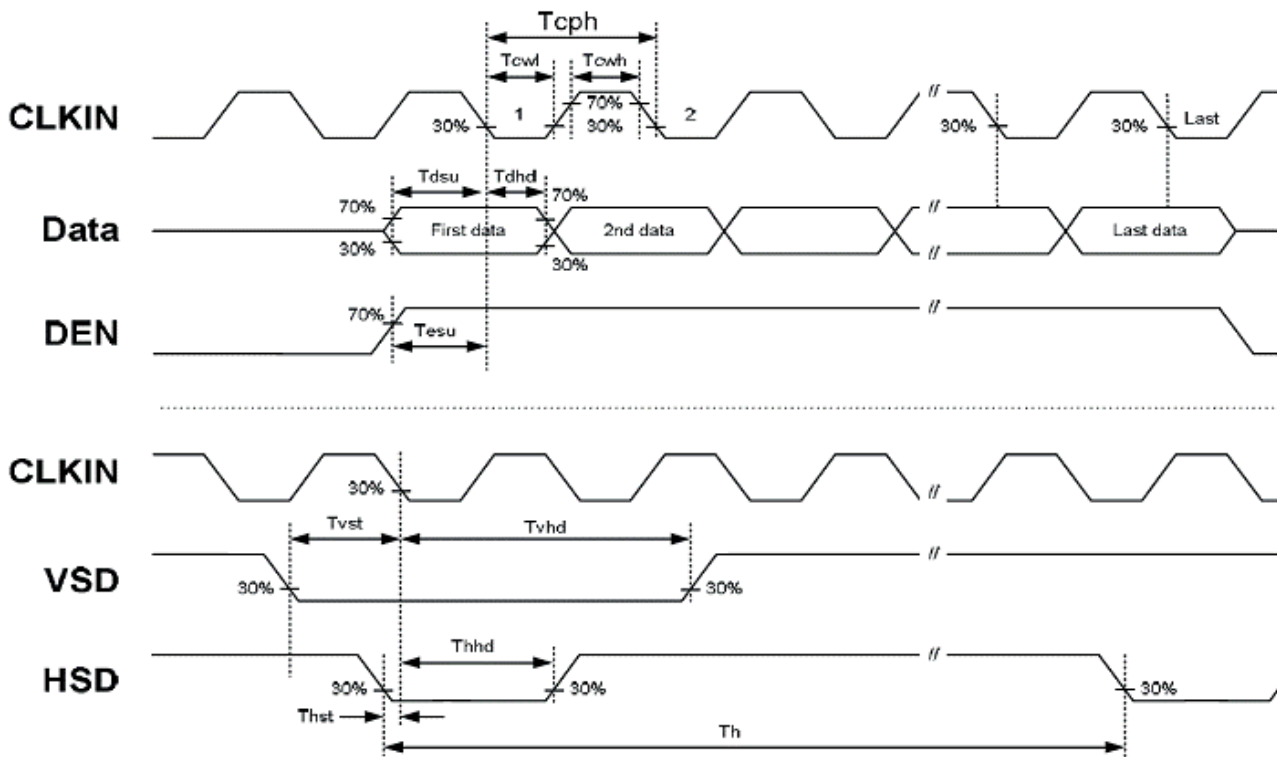 Tcph
Tcwl Tcwh
CLKIN 30% 1 70% 30% 2 // 30% 30% Last
Tdsu Tdhd
70% 70%
Data First data 2nd data // Last data
30% 30%
70% //
DEN Tesu
CLKIN 30% //
Tvst Tvhd
VSD 30% 30% //
Thhd //
HSD 30% 30% 30%
Thst
Th